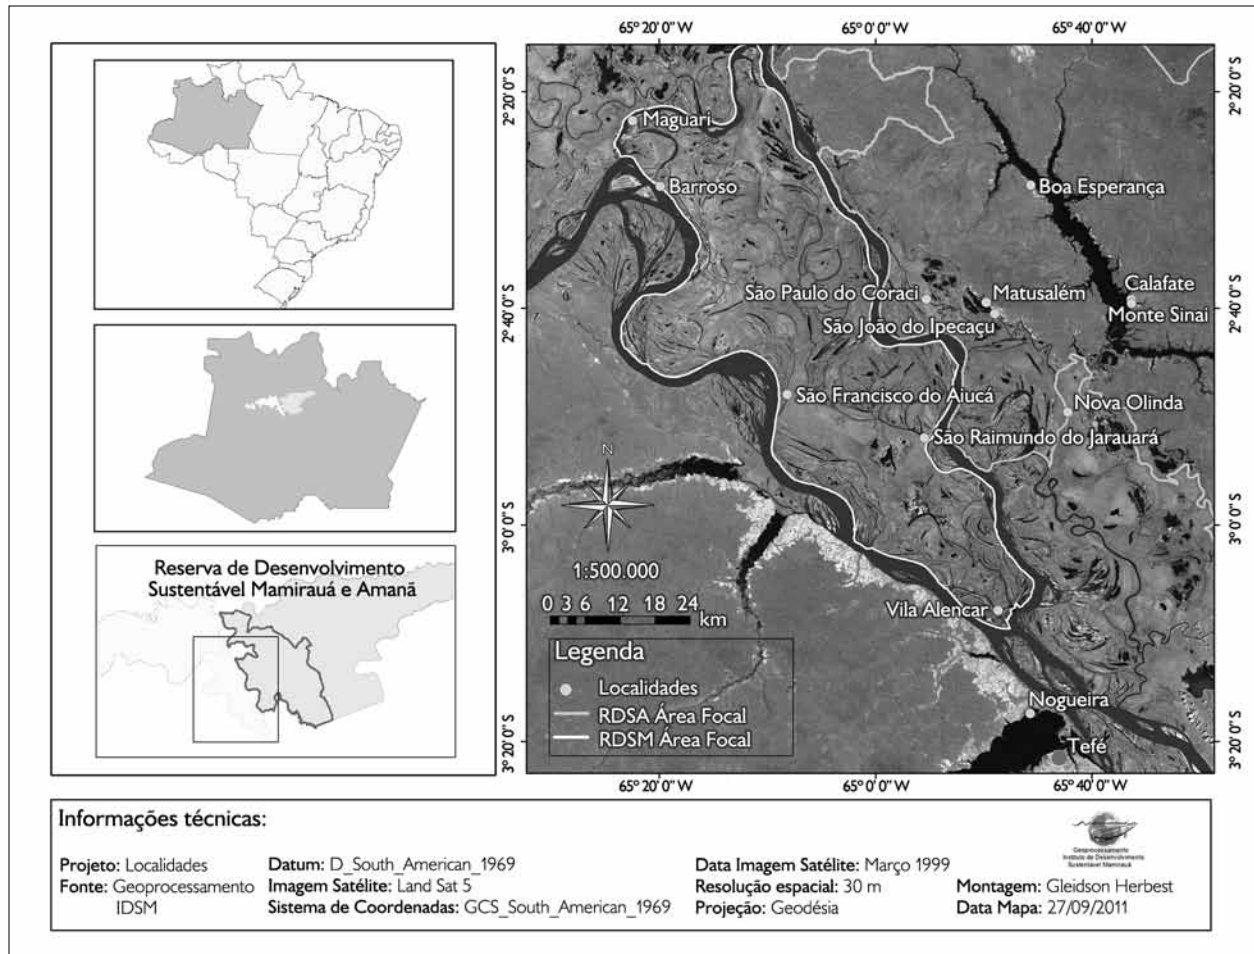 65° 20' 0" W
65° 0' 0" W
65° 40' 0" W
2° 20' 0" S
2° 20' 0" S
Maguari
Barroso
Boa Esperança
São Paulo do Coraci
Matusalém
Calafate
2° 40' 0" S
2° 40' 0" S
Monte Sinai
São João do Ipecaçu
São Francisco do Aiucá
Nova Olinda
São Raimundo do Jarauará
N
3° 0' 0" S
3° 0' 0" S
1:500.000
0 3 6 12 18 24
km
Vila Alencar
Legenda
Localidades
RDSA Área Focal
RDSM Área Focal
Nogueira
Tefé
3° 20' 0" S
3° 20' 0" S
65° 20' 0" W
65° 0' 0" W
65° 40' 0" W
Reserva de Desenvolvimento
Sustentável Mamirauá e Amanã
Informações técnicas:
Projeto: Localidades
Fonte: Geoprocessamento
IDSM
Datum: D_South_American_1969
Imagem Satélite: Land Sat 5
Sistema de Coordenadas: GCS_South_American_1969
Data Imagem Satélite: Março 1999
Resolução espacial: 30 m
Projeção: Geodésia
Geoprocessamento
Instituto de Desenvolvimento
Sustentável Mamirauá
Montagem: Gleidson Herbest
Data Mapa: 27/09/2011